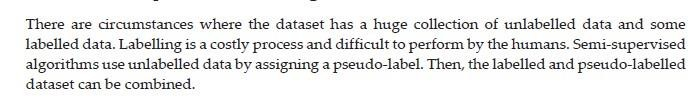 There are circumstances where the dataset has a huge collection of unlabelled data and some
labelled data. Labelling is a costly process and difficult to perform by the humans. Semi-supervised
algorithms use unlabelled data by assigning a pseudo-label. Then, the labelled and pseudo-labelled
dataset can be combined.